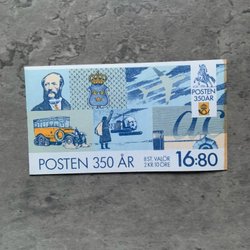 POSTEN
350 ÅR
POSTEN 350 ÅR
8 ST. VALÖR
2 KR. 10 ÖRE
16:80